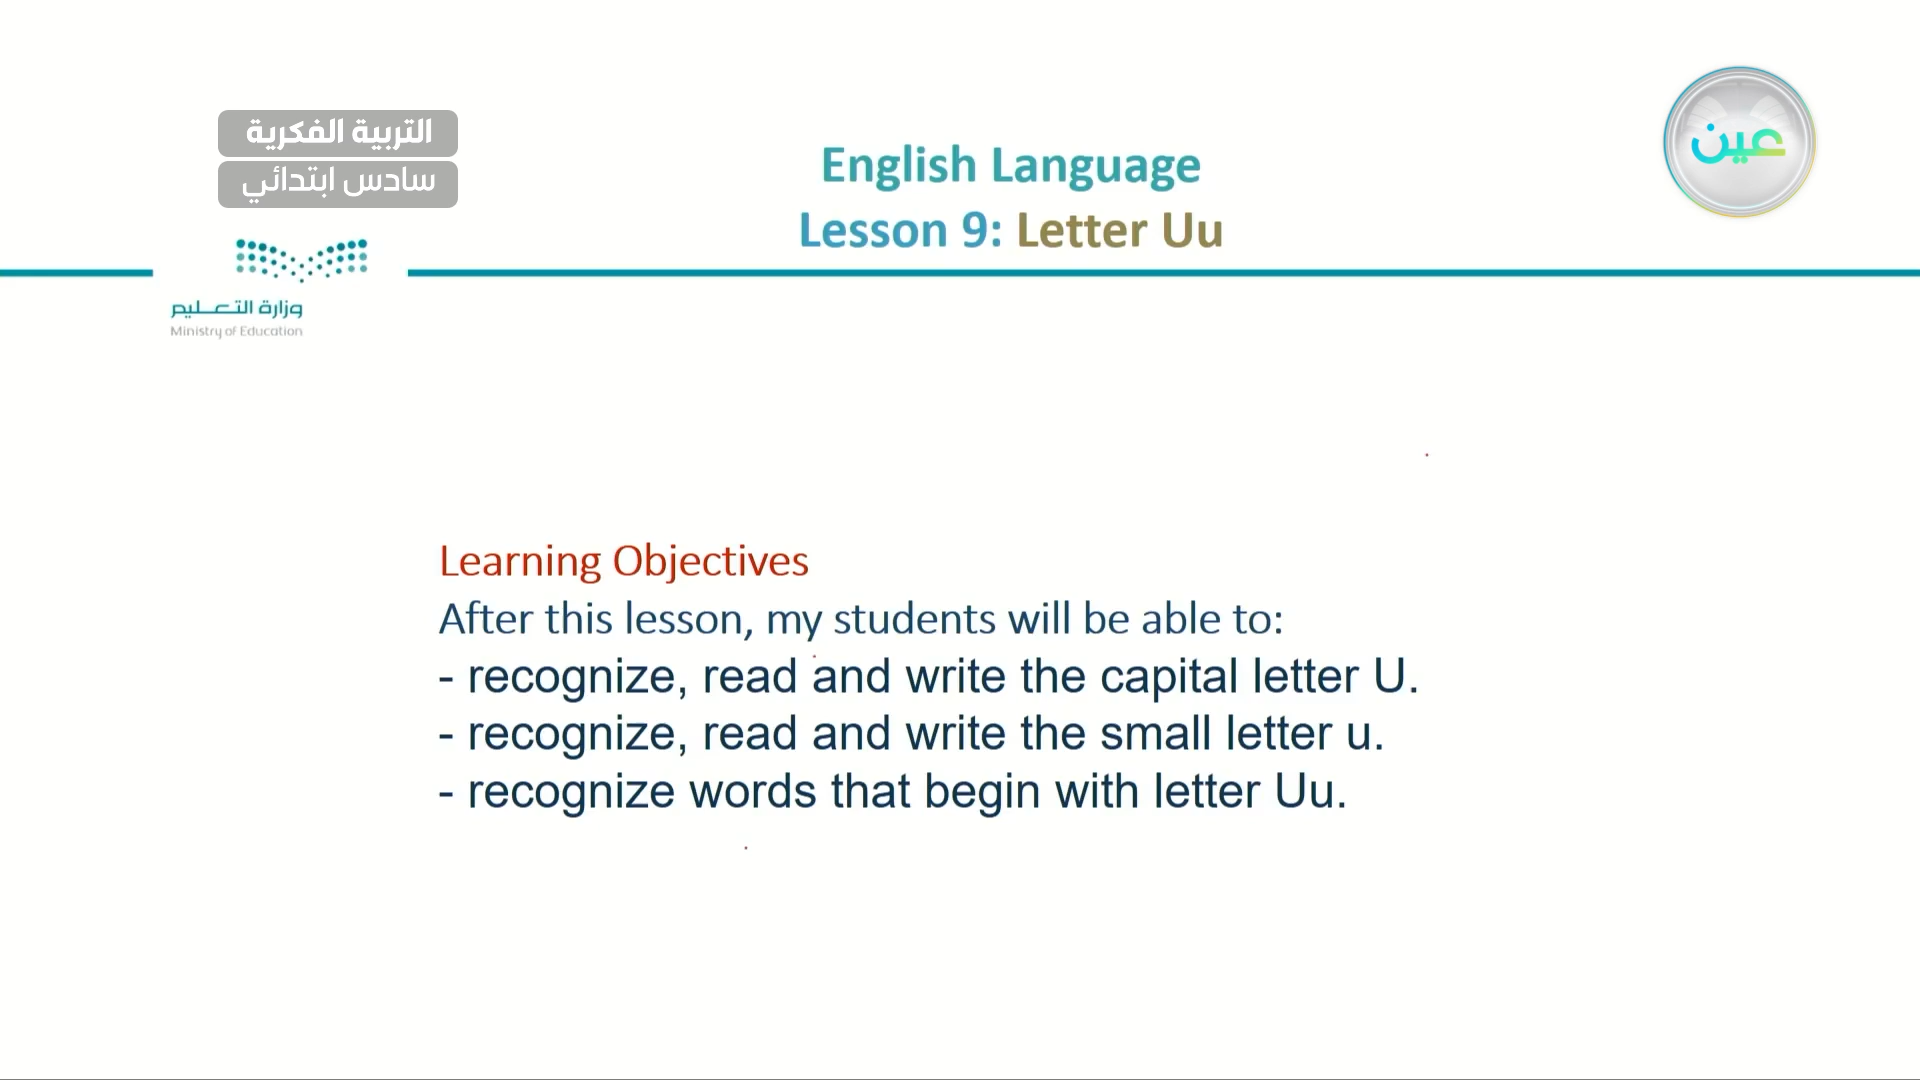 التربية الفكرية
سادس ابتدائي
عين
English Language
Lesson 9: Letter Uu
وزارة التعـــليم
Ministry of Education
Learning Objectives
After this lesson, my students will be able to:
- recognize, read and write the capital letter U.
- recognize, read and write the small letter u.
- recognize words that begin with letter Uu.